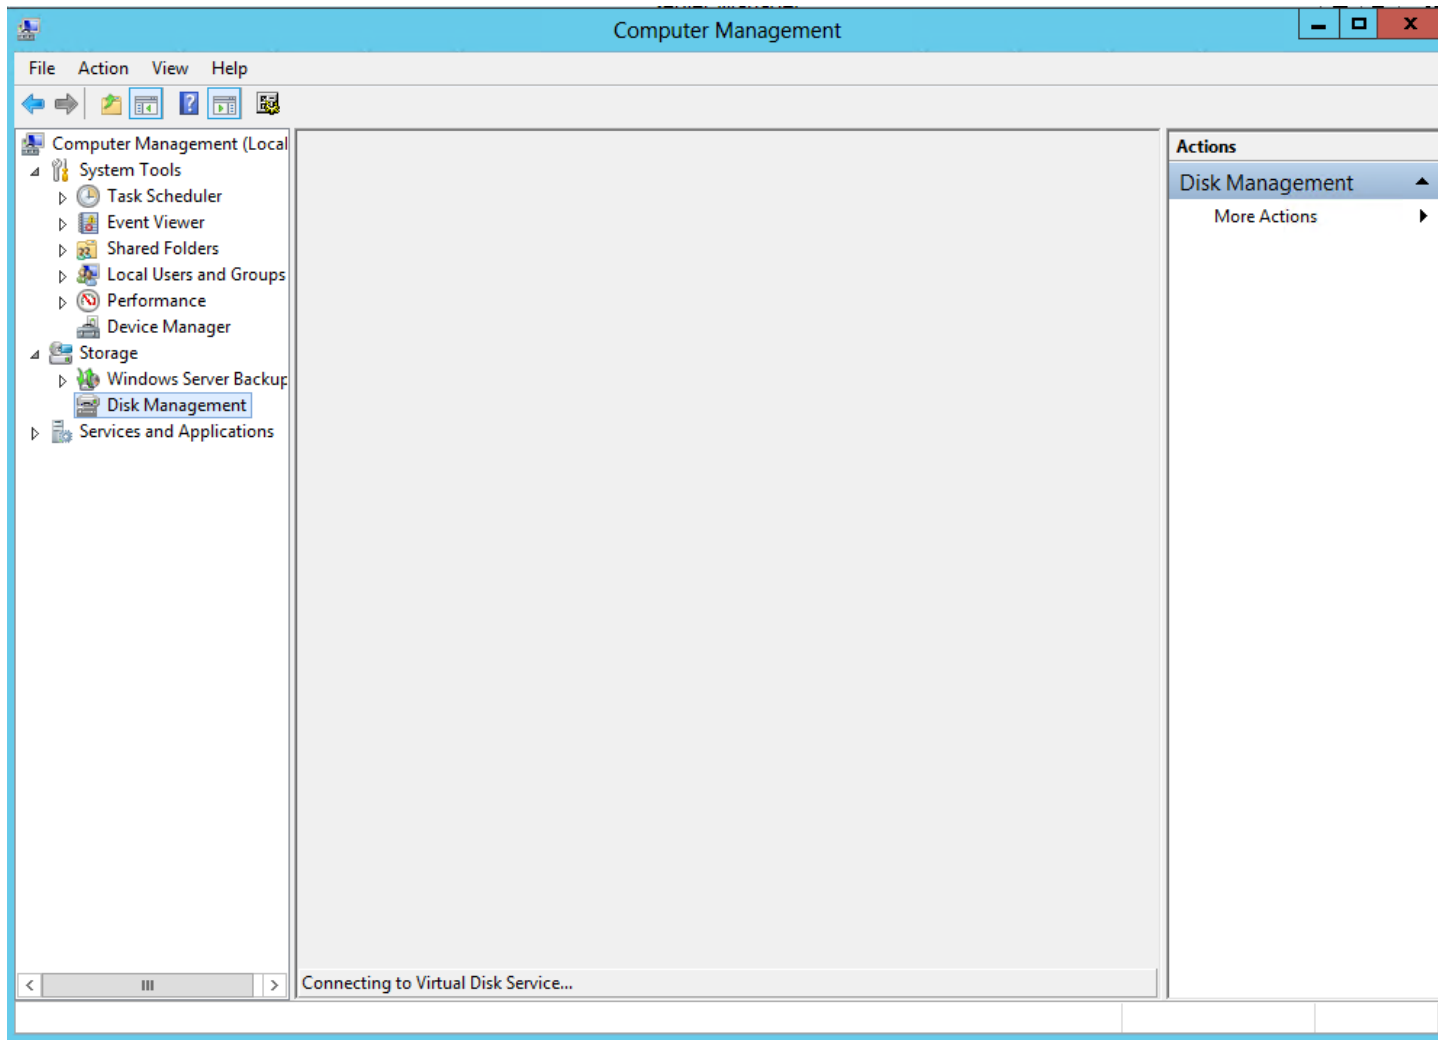 Computer Management
File Action View Help
Computer Management (Local
System Tools
Task Scheduler
Event Viewer
Shared Folders
Local Users and Groups
Performance
Device Manager
Storage
Windows Server Backup
Disk Management
Services and Applications
Connecting to Virtual Disk Service...
Actions
Disk Management
More Actions